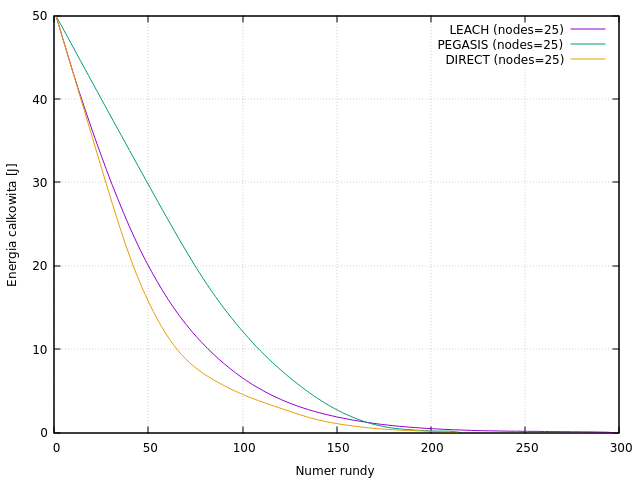 50
40
30
20
10
0
Energia calkowita [J]
LEACH (nodes=25)
PEGASIS (nodes=25)
DIRECT (nodes=25)
0 50 100 150 200 250 300
Numer rundy